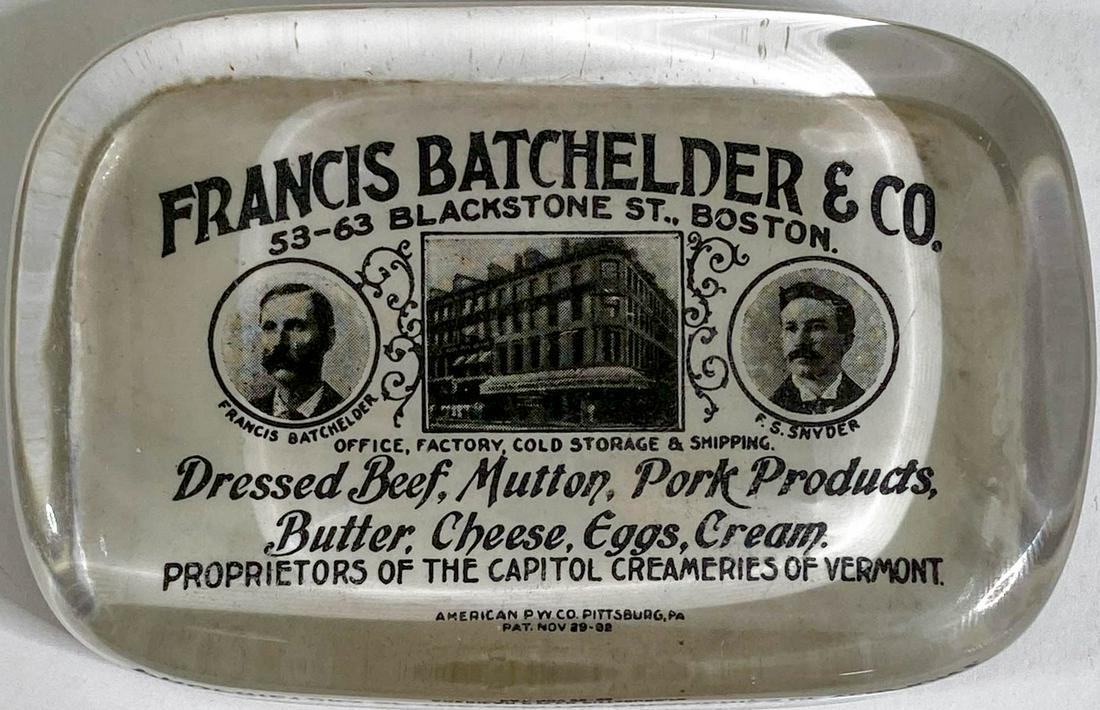 FRANCIS BATCHELDER & CO.
53-63 BLACKSTONE ST., BOSTON.
FRANCIS BATCHELDER
F. S. SNYDER
OFFICE, FACTORY, COLD STORAGE & SHIPPING.
Dressed Beef, Mutton, Pork Products,
Butter, Cheese, Eggs, Cream.
PROPRIETORS OF THE CAPITOL CREAMERIES OF VERMONT.
AMERICAN P.W. CO. PITTSBURG, PA
PAT. NOV 29-92